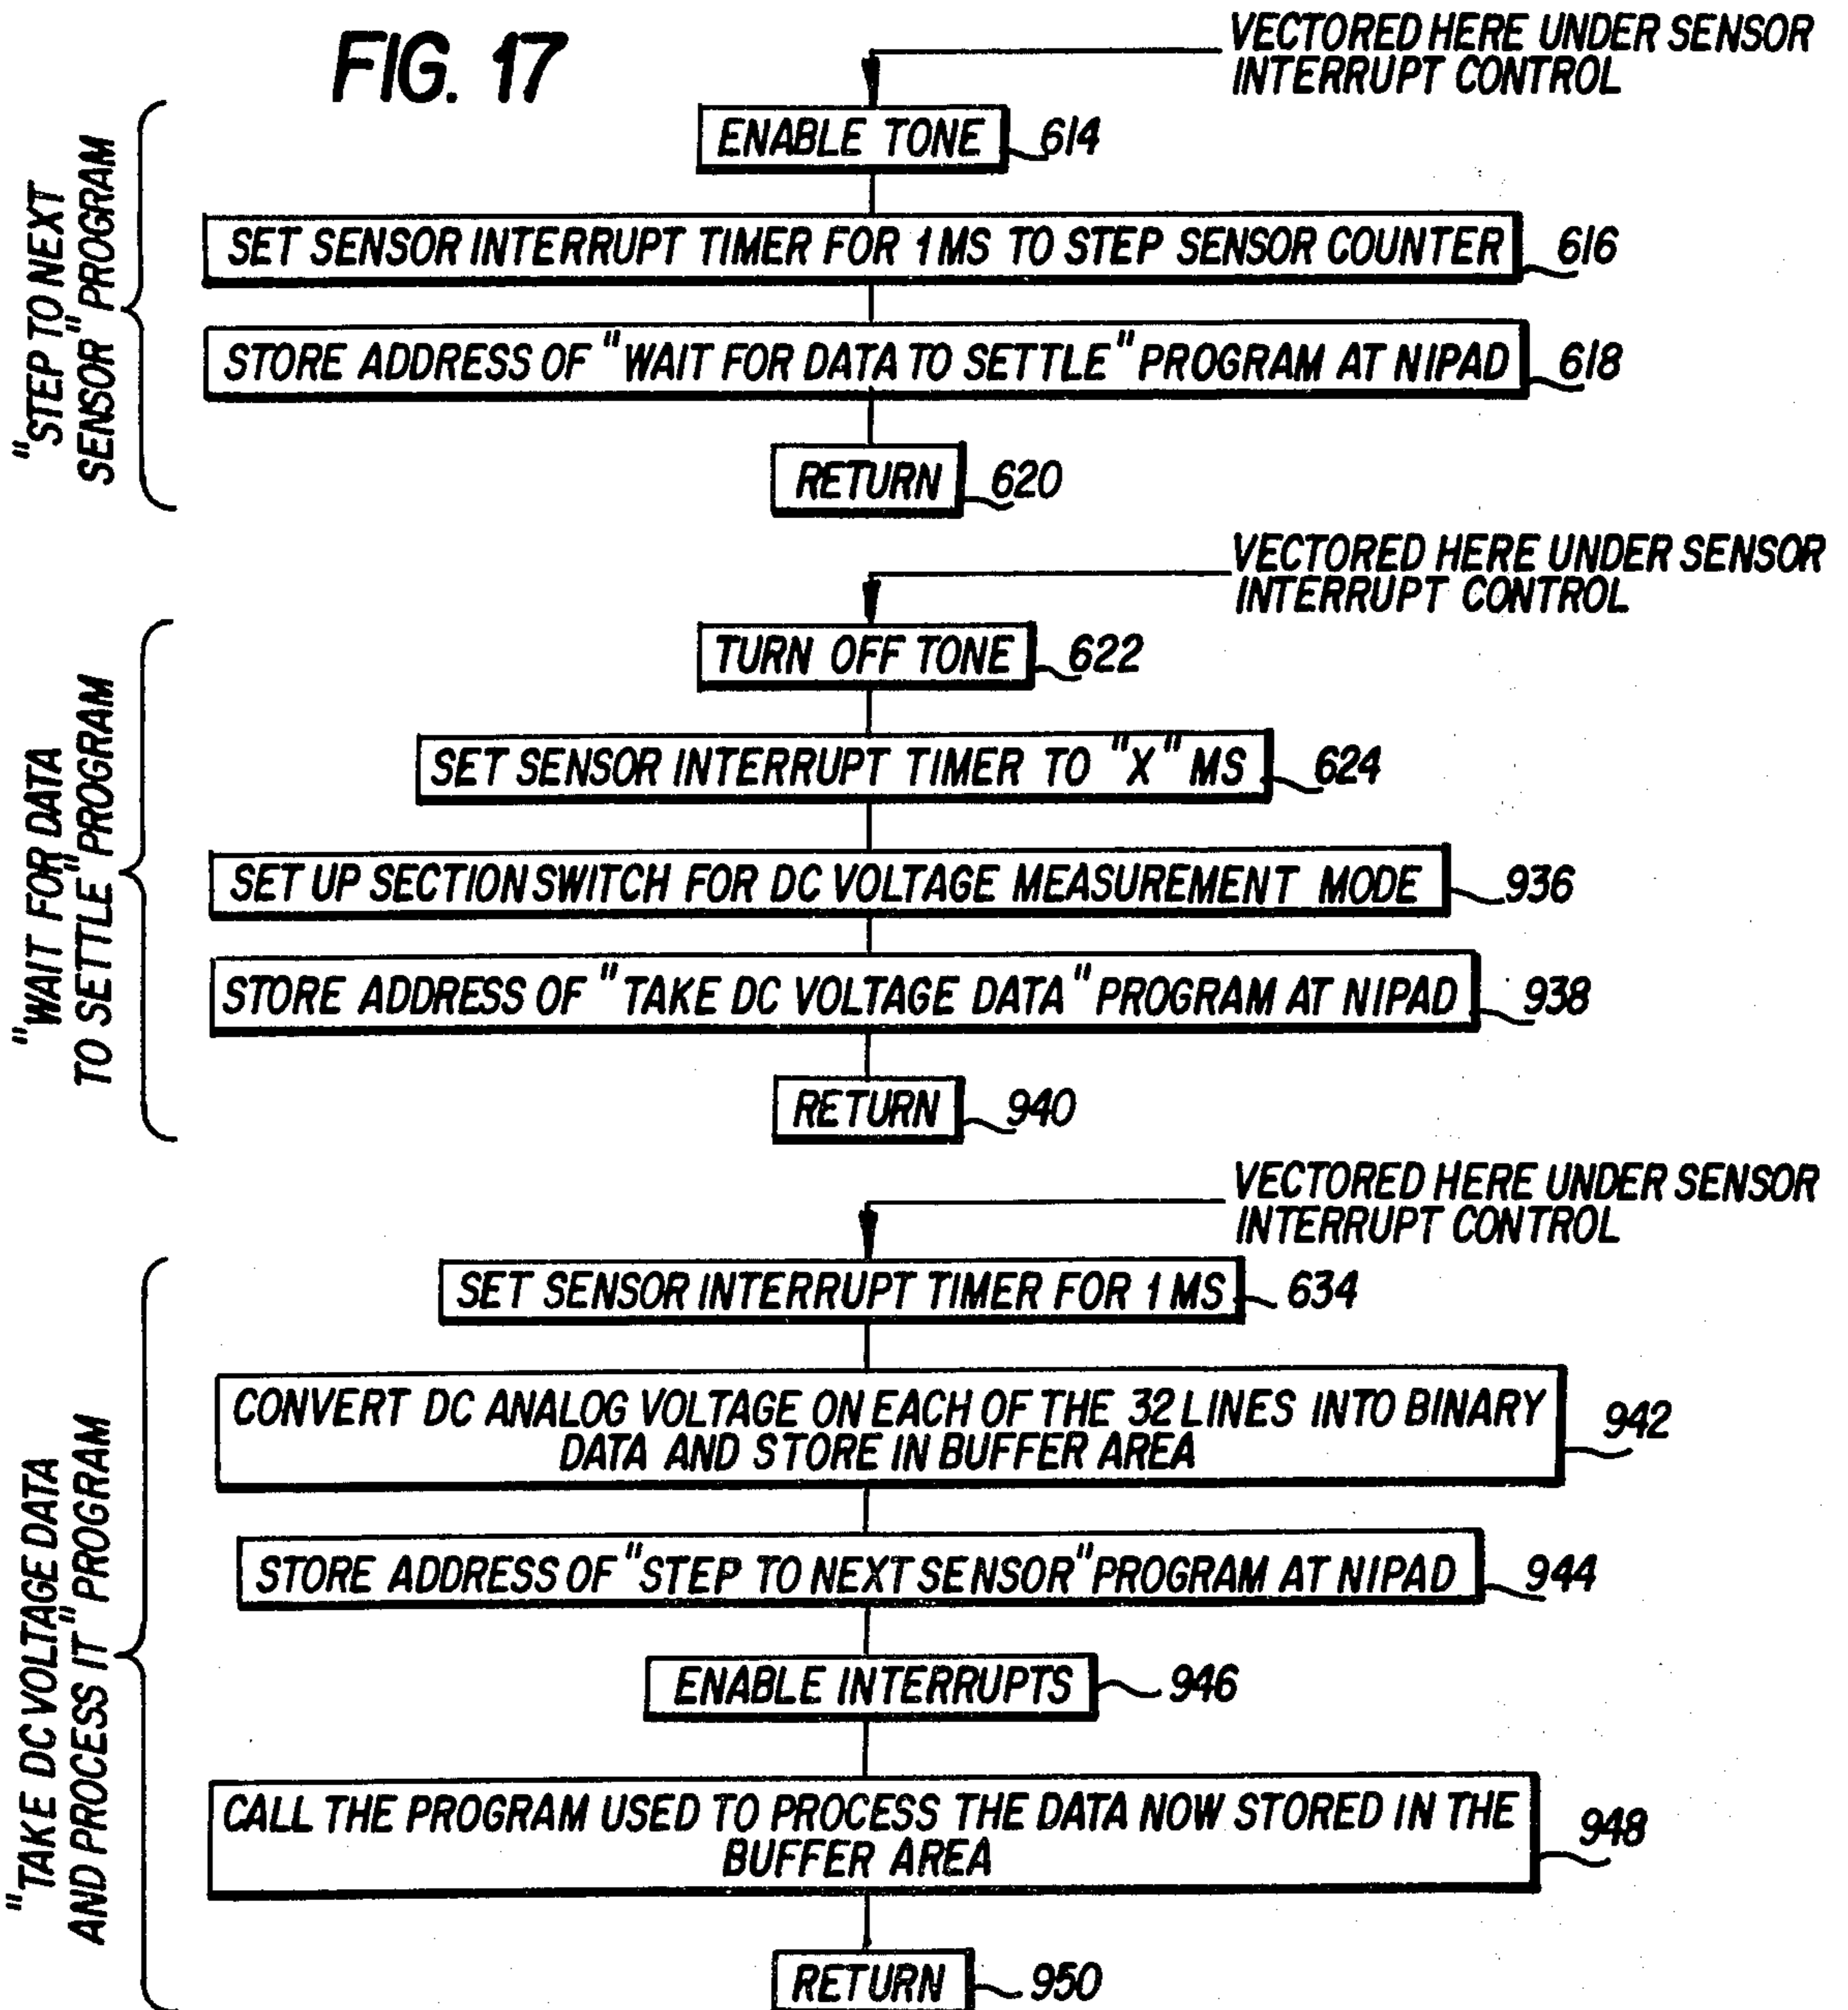 FIG. 17
VECTORED HERE UNDER SENSOR
INTERRUPT CONTROL
"STEP TO NEXT
SENSOR" PROGRAM
ENABLE TONE 614
SET SENSOR INTERRUPT TIMER FOR 1 MS TO STEP SENSOR COUNTER 616
STORE ADDRESS OF "WAIT FOR DATA TO SETTLE" PROGRAM AT NIPAD 618
RETURN 620
VECTORED HERE UNDER SENSOR
INTERRUPT CONTROL
"WAIT FOR DATA
TO SETTLE" PROGRAM
TURN OFF TONE 622
SET SENSOR INTERRUPT TIMER TO "X" MS 624
SET UP SECTION SWITCH FOR DC VOLTAGE MEASUREMENT MODE 936
STORE ADDRESS OF "TAKE DC VOLTAGE DATA" PROGRAM AT NIPAD 938
RETURN 940
VECTORED HERE UNDER SENSOR
INTERRUPT CONTROL
"TAKE DC VOLTAGE DATA
AND PROCESS IT" PROGRAM
SET SENSOR INTERRUPT TIMER FOR 1 MS 634
CONVERT DC ANALOG VOLTAGE ON EACH OF THE 32 LINES INTO BINARY
DATA AND STORE IN BUFFER AREA 942
STORE ADDRESS OF "STEP TO NEXT SENSOR" PROGRAM AT NIPAD 944
ENABLE INTERRUPTS 946
CALL THE PROGRAM USED TO PROCESS THE DATA NOW STORED IN THE
BUFFER AREA 948
RETURN 950